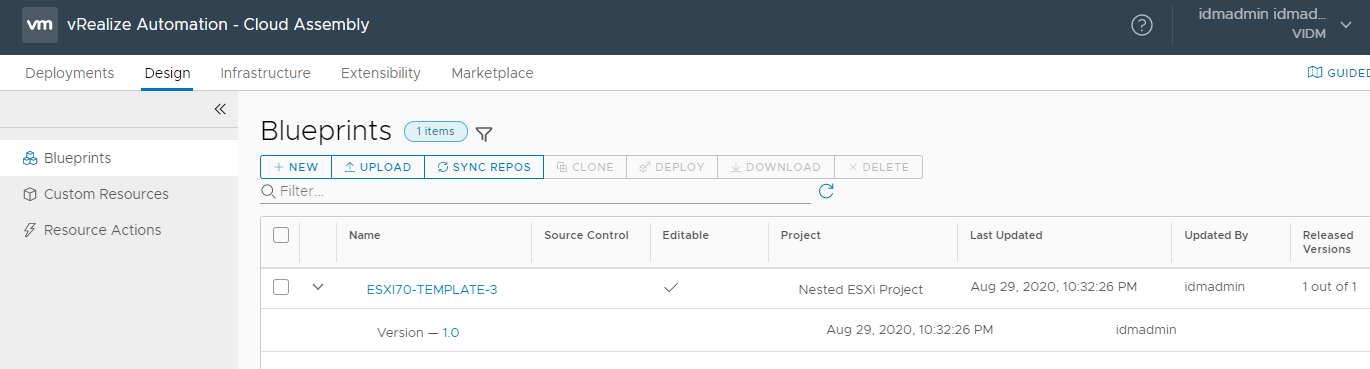 vm vRealize Automation - Cloud Assembly
idmadmin idmad...
VIDM
Deployments Design Infrastructure Extensibility Marketplace
Blueprints
Custom Resources
Resource Actions
Blueprints 1 items
NEW UPLOAD SYNC REPOS CLONE DEPLOY DOWNLOAD DELETE
Filter...
Name Source Control Editable Project Last Updated Updated By Released Versions
ESXI70-TEMPLATE-3 Nested ESXi Project Aug 29, 2020, 10:32:26 PM idmadmin 1 out of 1
Version — 1.0 Aug 29, 2020, 10:32:26 PM idmadmin